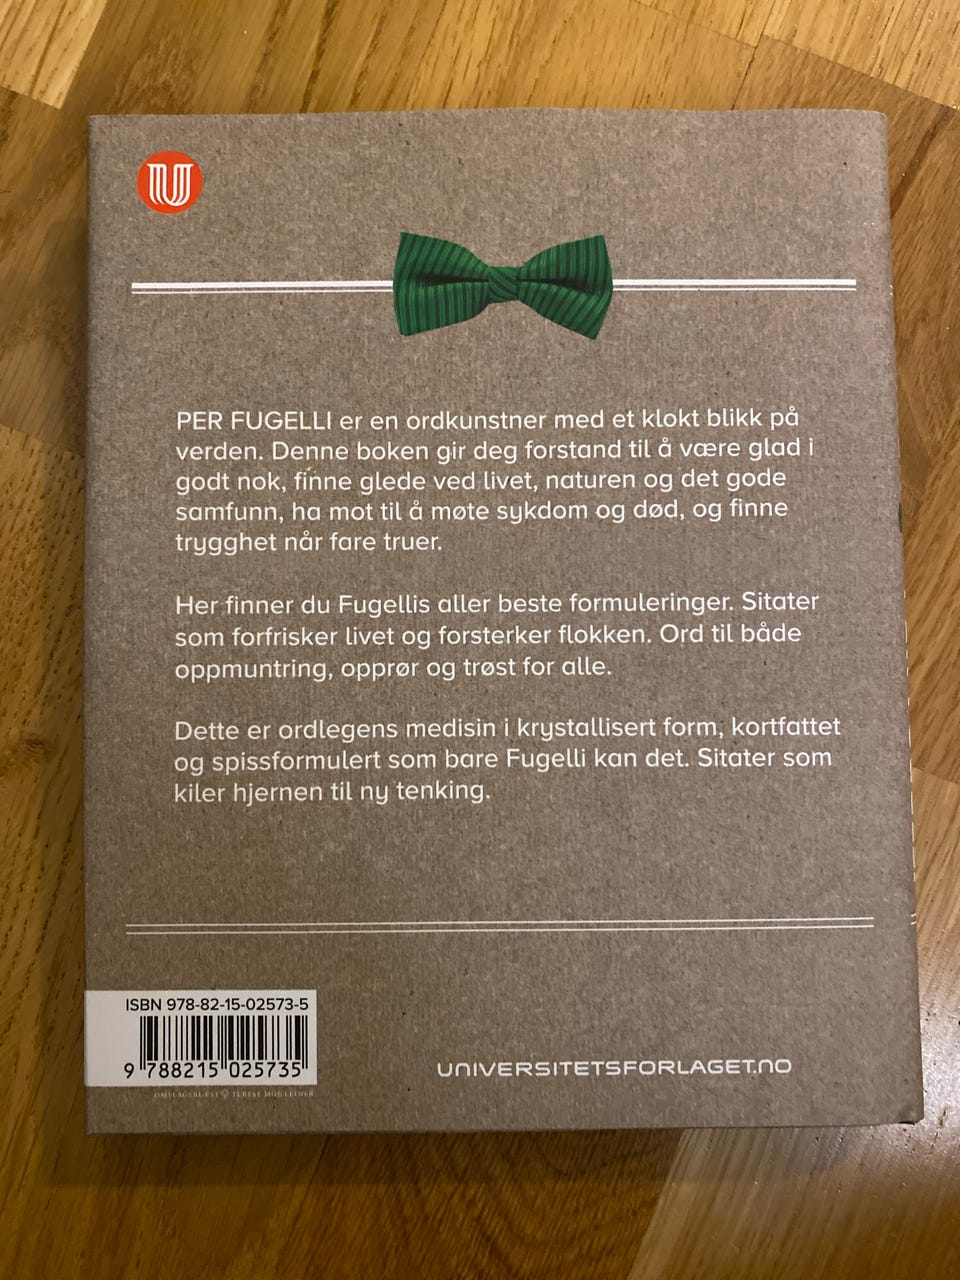 U
PER FUGELLI er en ordkunstner med et klokt blikk på
verden. Denne boken gir deg forstand til å være glad i
godt nok, finne glede ved livet, naturen og det gode
samfunn, ha mot til å møte sykdom og død, og finne
trygghet når fare truer.
Her finner du Fugellis aller beste formuleringer. Sitater
som forfrisker livet og forsterker flokken. Ord til både
oppmuntring, opprør og trøst for alle.
Dette er ordlegens medisin i krystallisert form, kortfattet
og spissformulert som bare Fugelli kan det. Sitater som
kiler hjernen til ny tenking.
ISBN 978-82-15-02573-5
9 788215 025735
UNIVERSITETSFORLAGET.NO